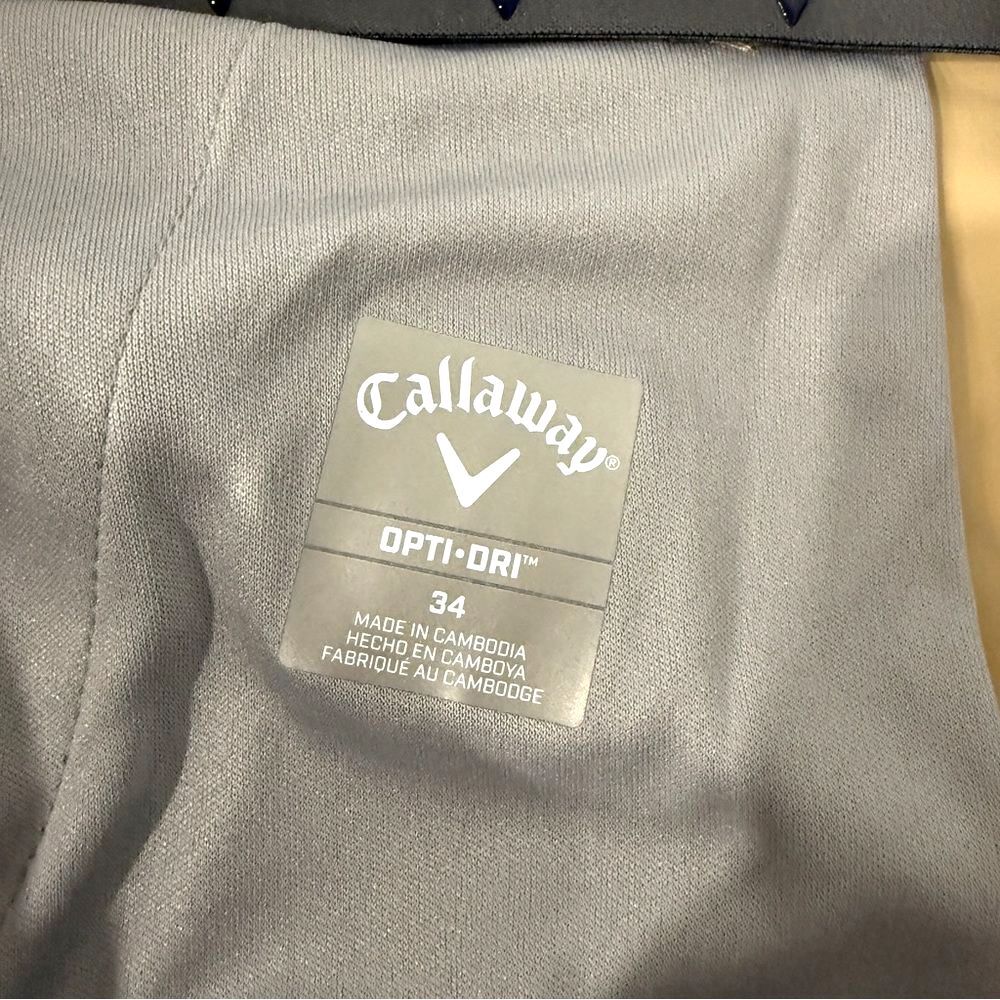 Callaway®
OPTI·DRI™
34
MADE IN CAMBODIA
HECHO EN CAMBOYA
FABRIQUÉ AU CAMBODGE